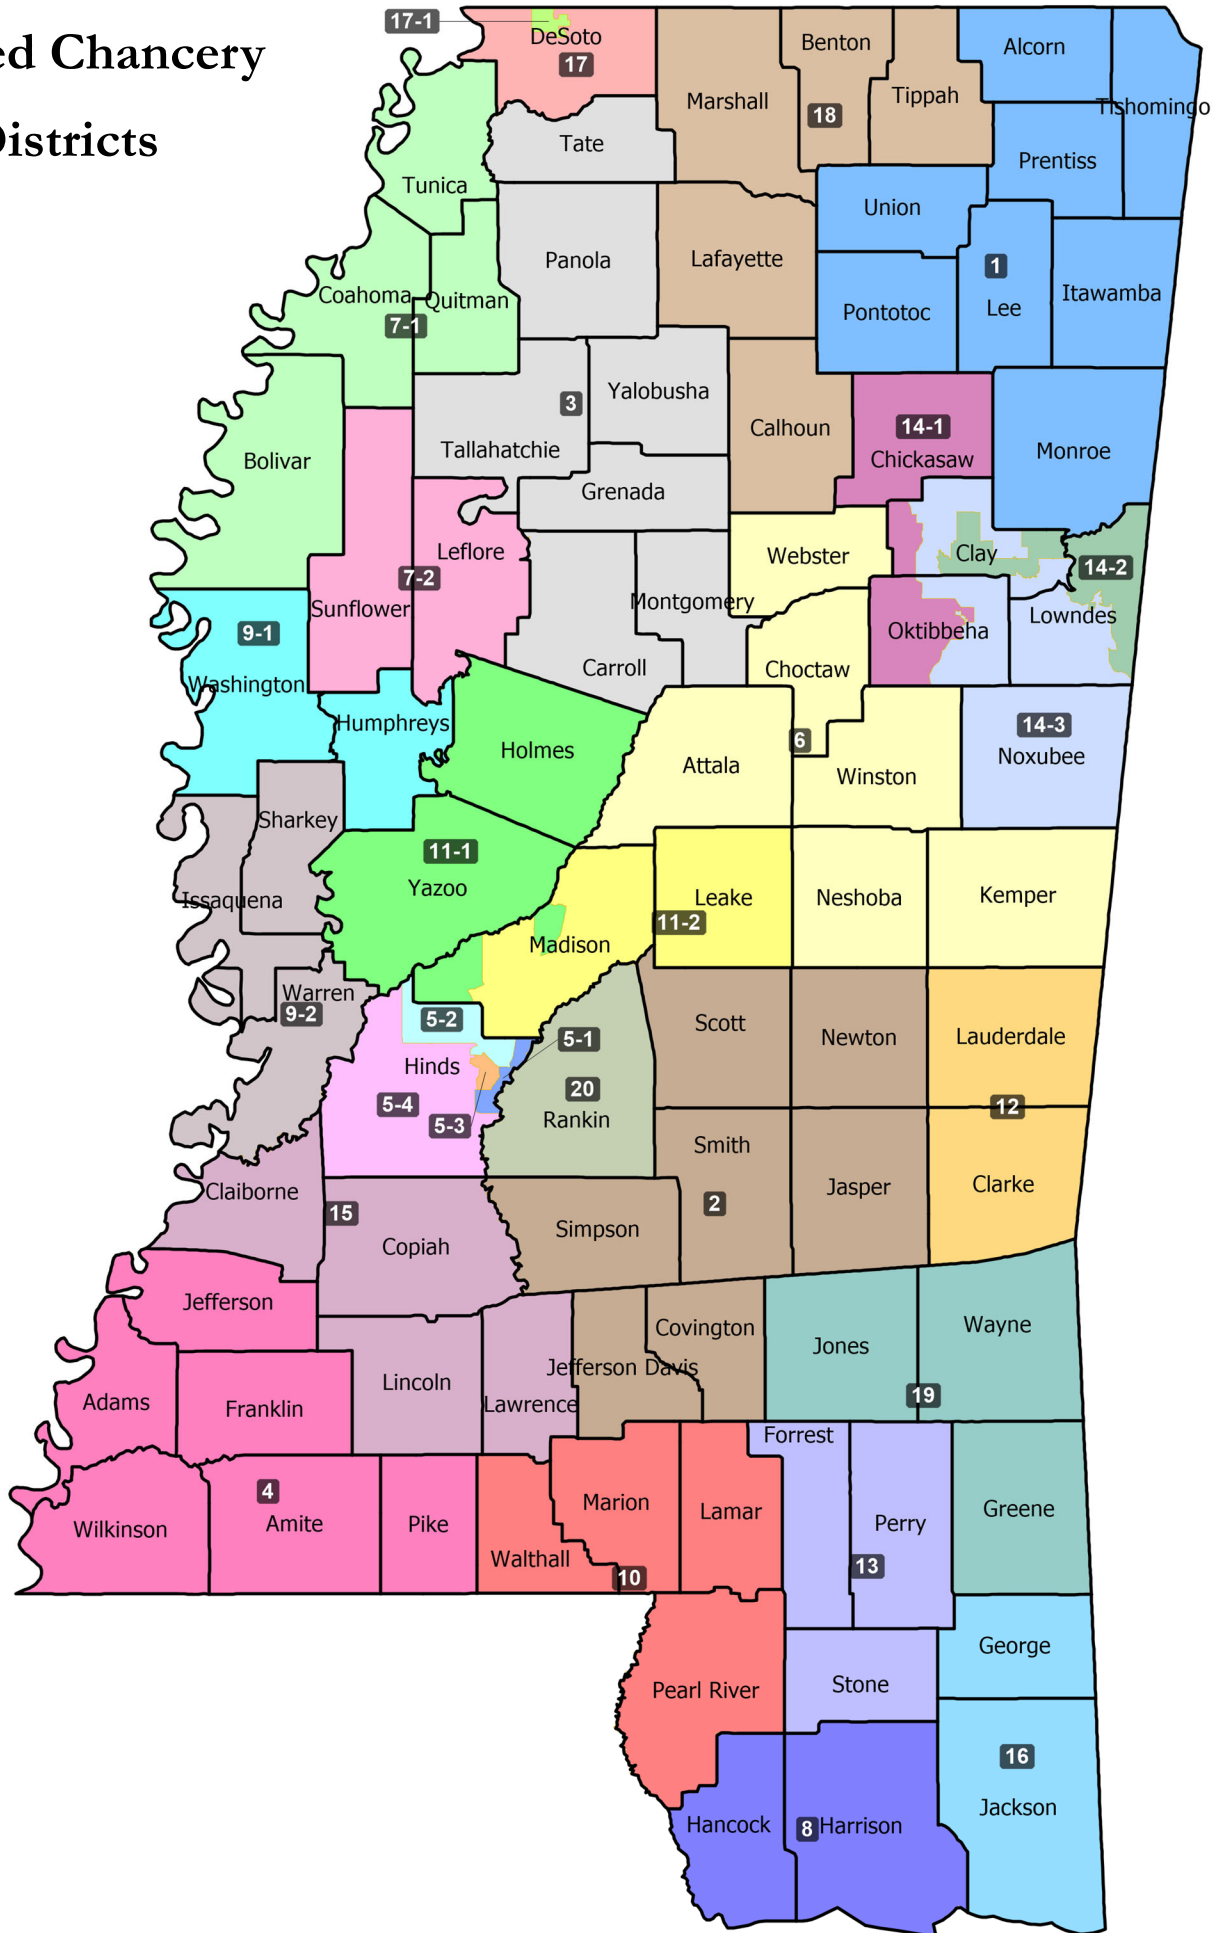 ed Chancery
Districts
17-1
DeSoto
17
Benton
Alcorn
Marshall
Tippah
Tishomingo
18
Tate
Prentiss
Tunica
Union
Panola
Lafayette
1
Coahoma
Quitman
Itawamba
Lee
Pontotoc
7-1
3
Yalobusha
14-1
Calhoun
Tallahatchie
Chickasaw
Monroe
Bolivar
Grenada
Leflore
Webster
Clay
14-2
7-2
Sunflower
Montgomery
9-1
Oktibbeha
Lowndes
Carroll
Choctaw
Washington
Humphreys
14-3
Holmes
6
Noxubee
Attala
Winston
Sharkey
11-1
Yazoo
Leake
Neshoba
Kemper
Issaquena
11-2
Madison
Warren
9-2
5-2
Scott
Newton
Lauderdale
5-1
Hinds
20
5-4
5-3
Rankin
12
Smith
Claiborne
Jasper
Clarke
15
2
Simpson
Copiah
Jefferson
Covington
Wayne
Jones
Jefferson Davis
Lincoln
19
Adams
Franklin
Lawrence
Forrest
4
Marion
Lamar
Greene
Wilkinson
Amite
Pike
Perry
Walthall
10
13
George
Pearl River
Stone
16
Jackson
Hancock
8
Harrison